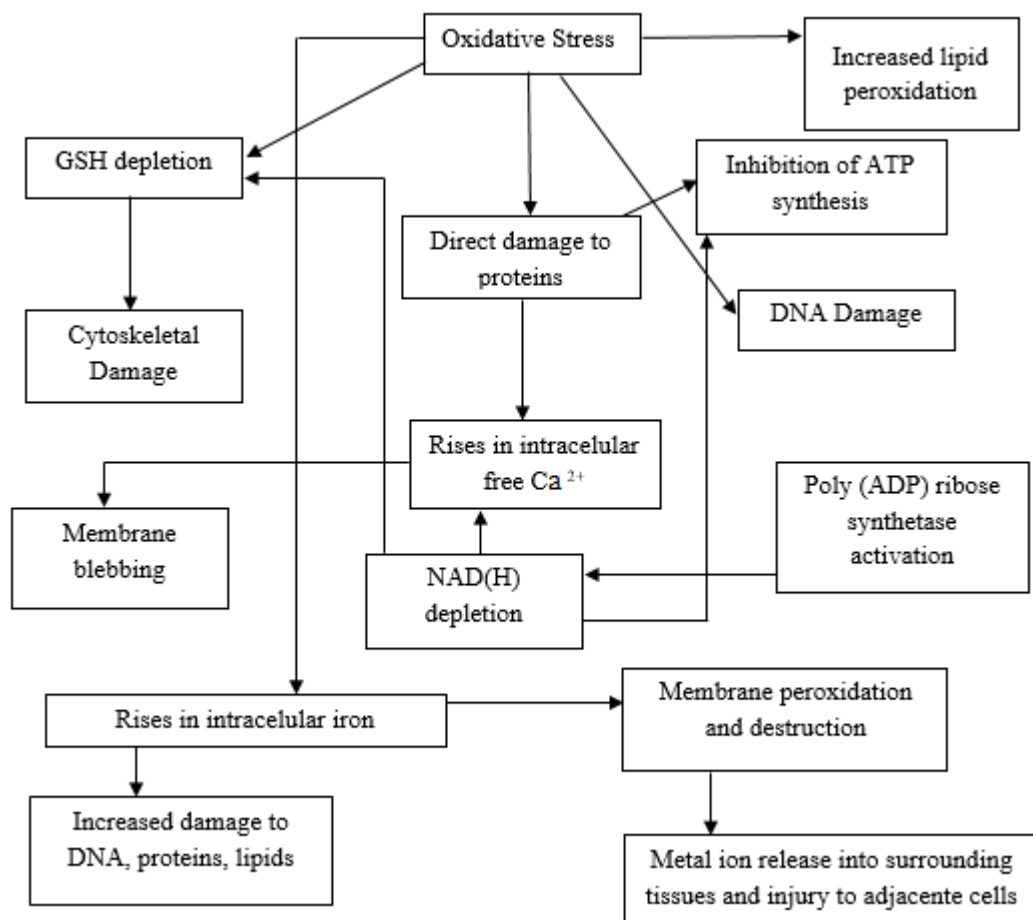 Oxidative Stress
Increased lipid
peroxidation
GSH depletion
Inhibition of ATP
synthesis
Direct damage to
proteins
DNA Damage
Cytoskeletal
Damage
Rises in intracelular
free Ca 2+
Poly (ADP) ribose
synthetase
activation
Membrane
blebbing
NAD(H)
depletion
Membrane peroxidation
and destruction
Rises in intracelular iron
Increased damage to
DNA, proteins, lipids
Metal ion release into surrounding
tissues and injury to adjacente cells